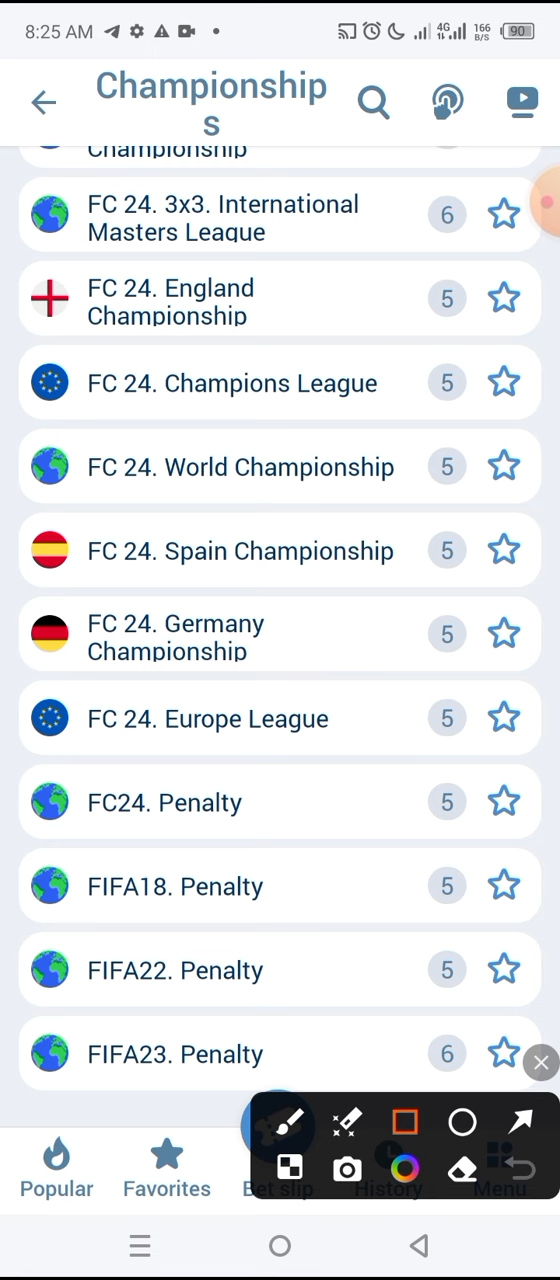 8:25 AM
4G
166
B/S
90
Championship
s
Championship
FC 24. 3x3. International
Masters League
6
FC 24. England
Championship
5
FC 24. Champions League
5
FC 24. World Championship
5
FC 24. Spain Championship
5
FC 24. Germany
Championship
5
FC 24. Europe League
5
FC24. Penalty
5
FIFA18. Penalty
5
FIFA22. Penalty
5
FIFA23. Penalty
6
Popular
Favorites
Bet slip
History
Menu